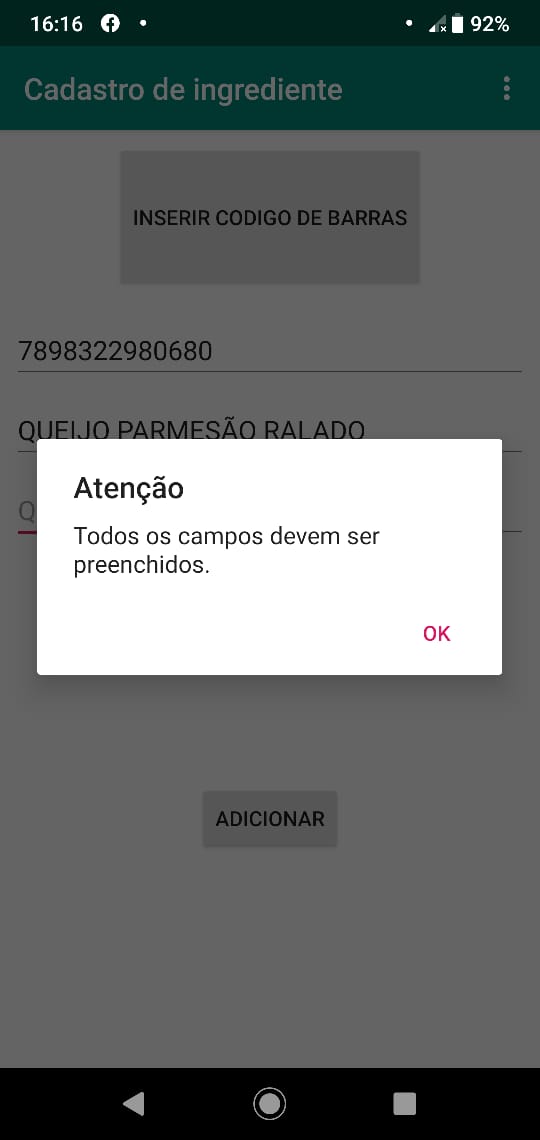 16:16
92%
Cadastro de ingrediente
INSERIR CODIGO DE BARRAS
7898322980680
QUEIJO PARMESÃO RALADO
Atenção
Todos os campos devem ser
preenchidos.
OK
ADICIONAR